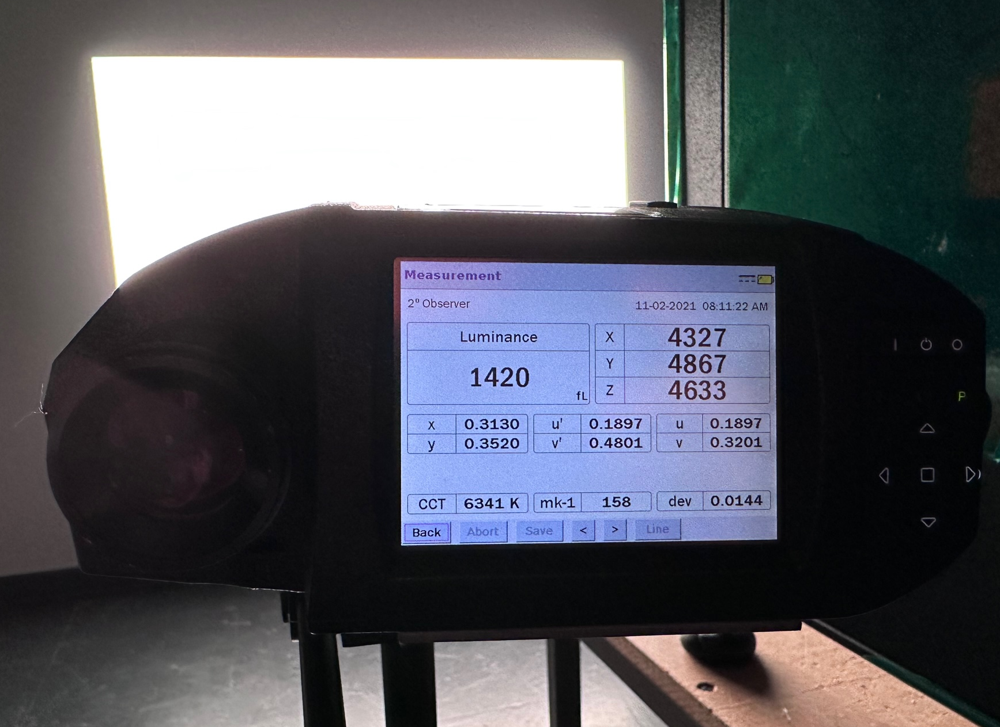 Measurement
2⁰ Observer 11-02-2021 08:11:22 AM
Luminance
1420
fL
X 4327
Y 4867
Z 4633
x 0.3130 u' 0.1897 u 0.1897
y 0.3520 v' 0.4801 v 0.3201
CCT 6341 K mk-1 158 dev 0.0144
Back Abort Save < > Line
P